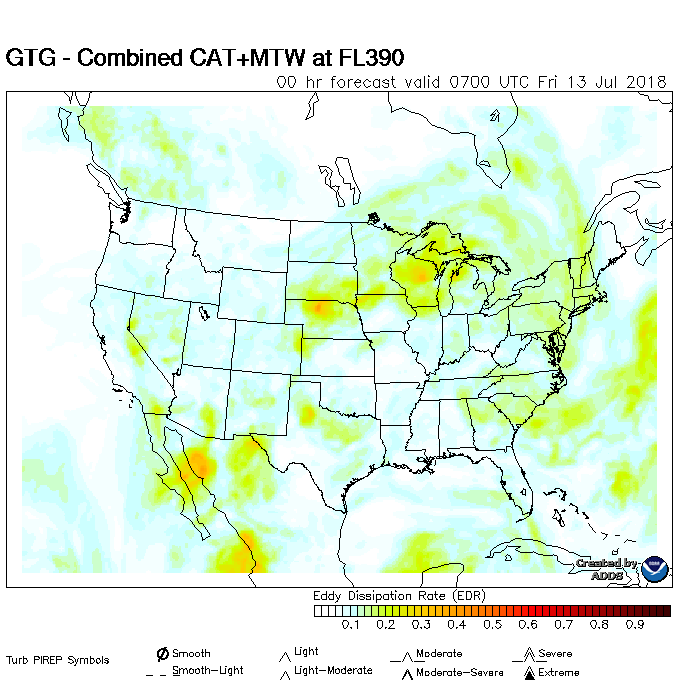 GTG - Combined CAT+MTW at FL390
00 hr forecast valid 0700 UTC Fri 13 Jul 2018
Created by
ADDS
Eddy Dissipation Rate (EDR)
0.1 0.2 0.3 0.4 0.5 0.6 0.7 0.8 0.9
Turb PIREP Symbols
Smooth Light Moderate Severe
Smooth-Light Light-Moderate Moderate-Severe Extreme